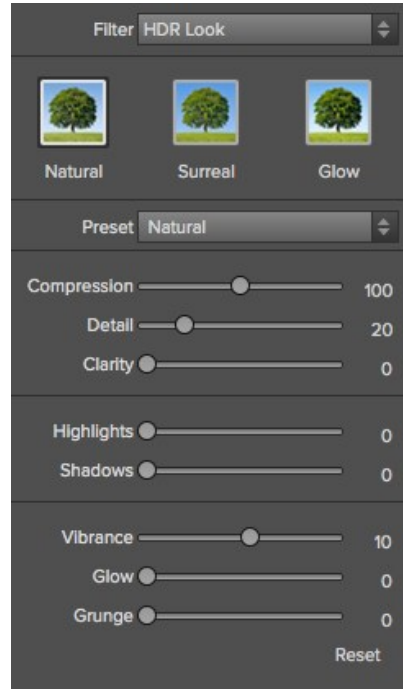 Filter HDR Look
Natural Surreal Glow
Preset Natural
Compression 100
Detail 20
Clarity 0
Highlights 0
Shadows 0
Vibrance 10
Glow 0
Grunge 0
Reset